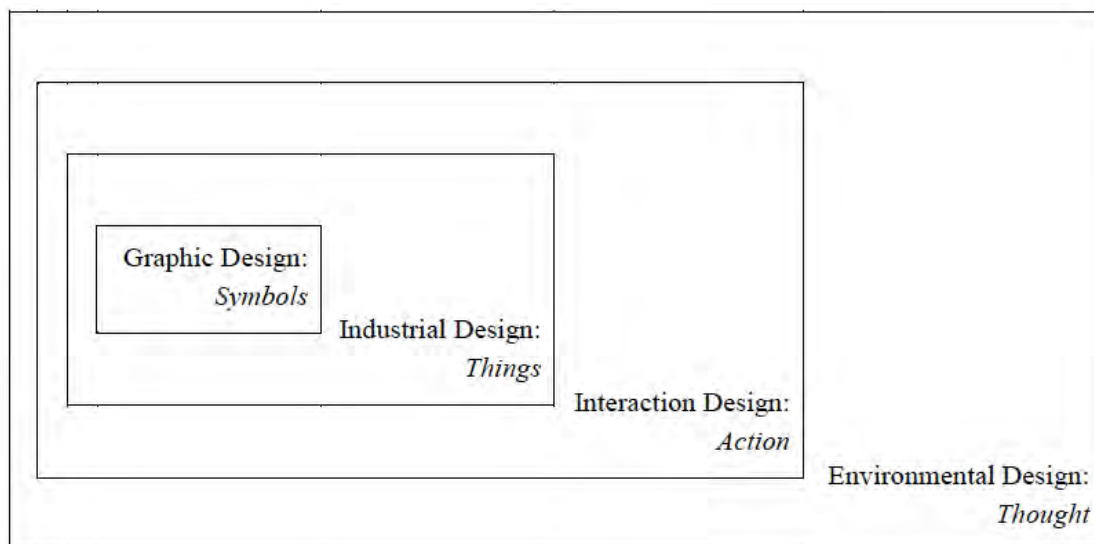 Graphic Design:
Symbols
Industrial Design:
Things
Interaction Design:
Action
Environmental Design:
Thought